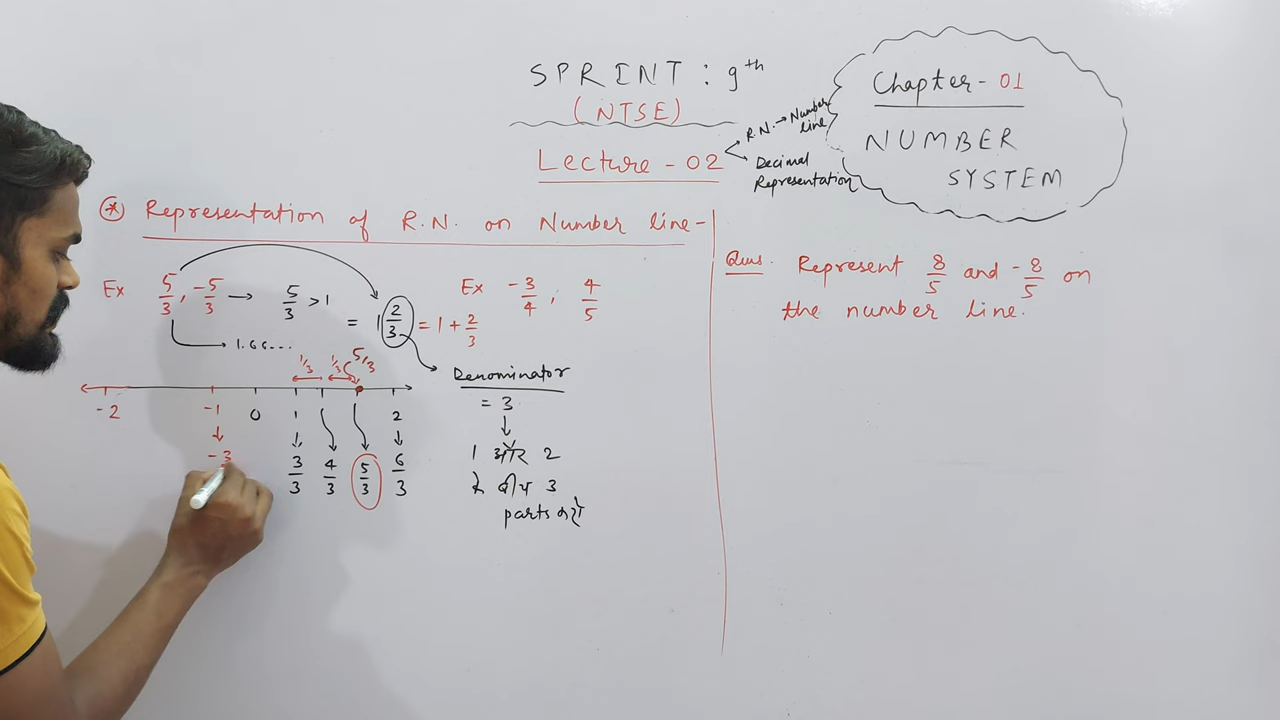 SPRINT : 9th
(NTSE)
Lecture - 02
R.N. → Number line
Decimal Representation
Chapter - 01
NUMBER
SYSTEM
* Representation of R.N. on Number line -
Ex 5/3, -5/3 → 5/3 > 1
= 1 2/3 = 1 + 2/3
1.66...
Ex -3/4, 4/5
1/3 1/3 5/3
-2 -1 0 1 2
-3
3/3 4/3 5/3 6/3
Denominator
= 3
↓
1 और 2
के बीच 3
parts करो
Ques. Represent 8/5 and -8/5 on
the number line.